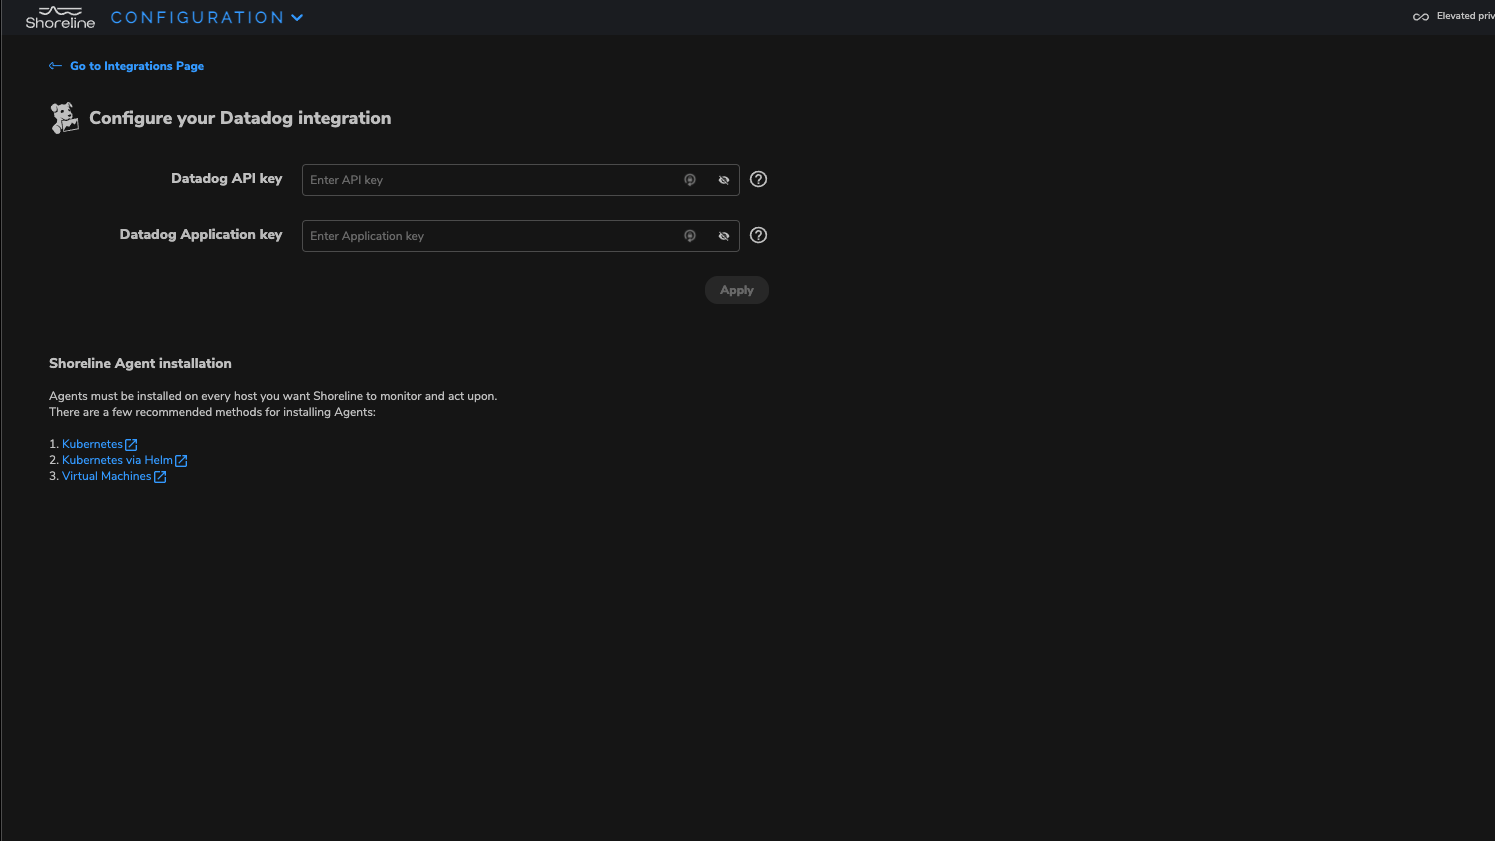 Shoreline
CONFIGURATION
Elevated priv
Go to Integrations Page
Configure your Datadog integration
Datadog API key
Enter API key
Datadog Application key
Enter Application key
Apply
Shoreline Agent installation
Agents must be installed on every host you want Shoreline to monitor and act upon.
There are a few recommended methods for installing Agents:
1. Kubernetes
2. Kubernetes via Helm
3. Virtual Machines